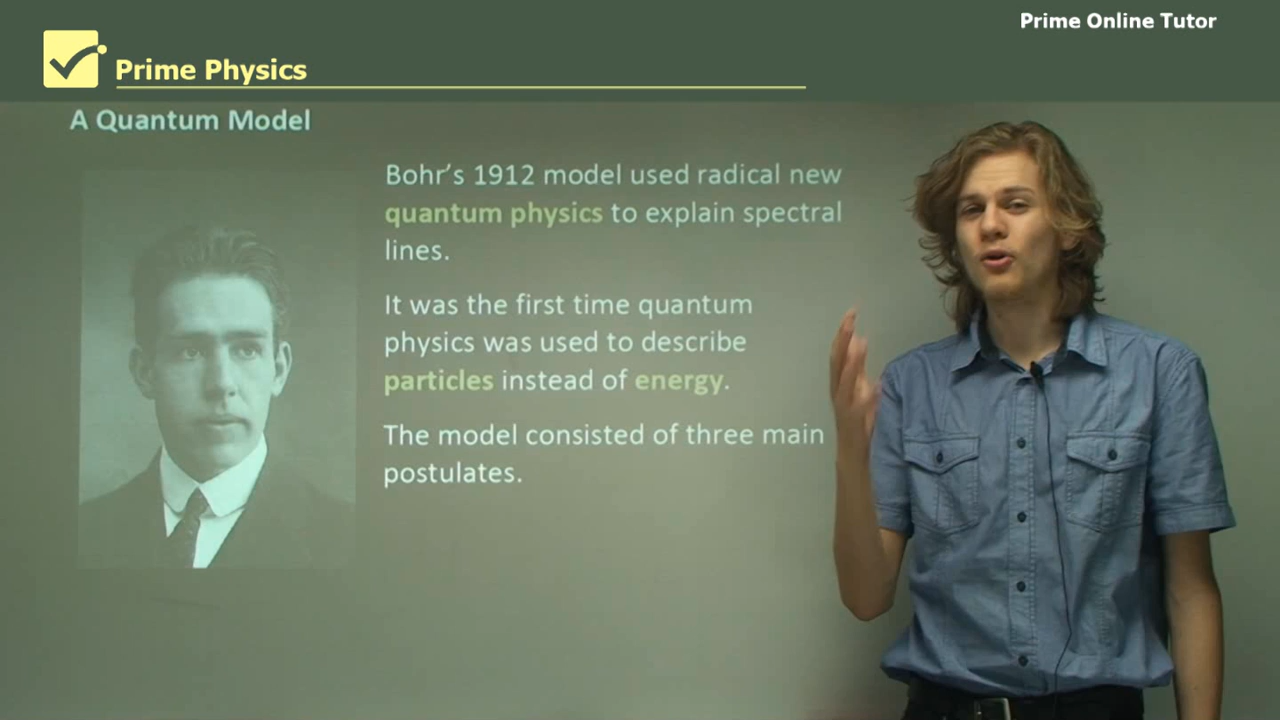 Prime Online Tutor
Prime Physics
A Quantum Model
Bohr's 1912 model used radical new
quantum physics to explain spectral
lines.
It was the first time quantum
physics was used to describe
particles instead of energy.
The model consisted of three main
postulates.